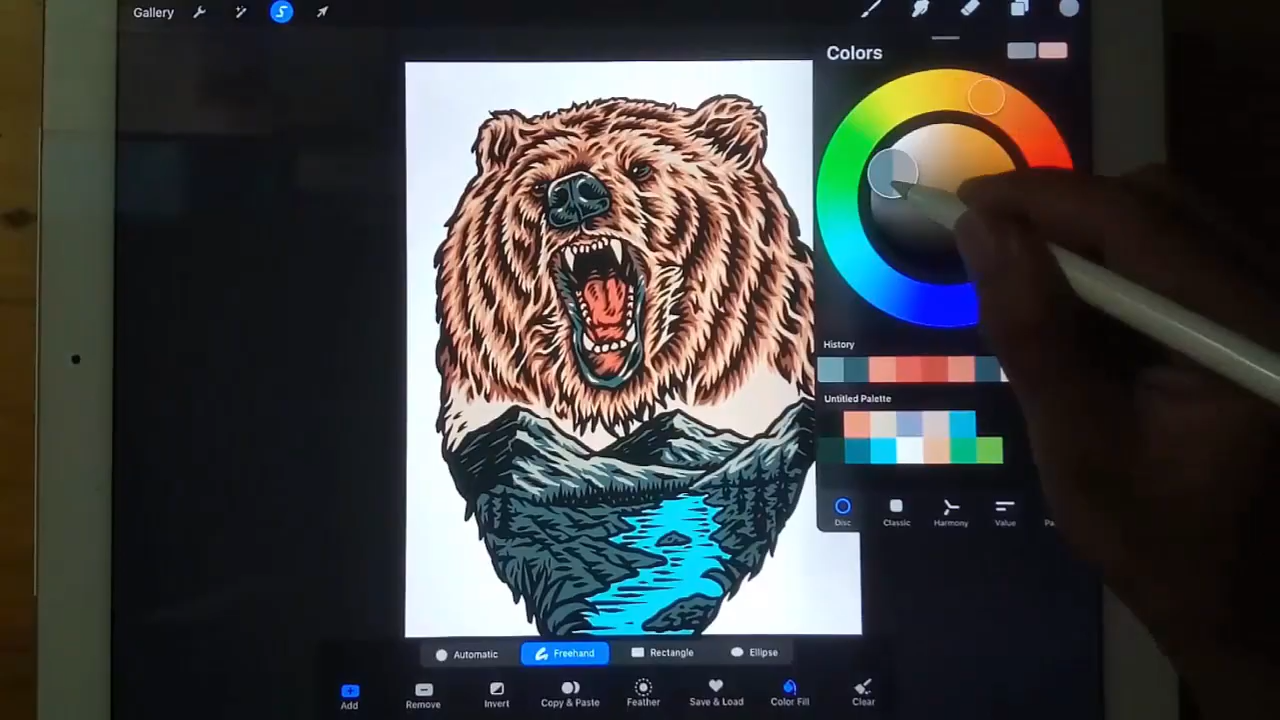 Gallery
Colors
History
Untitled Palette
Disc
Classic
Harmony
Value
Automatic
Freehand
Rectangle
Ellipse
Add
Remove
Invert
Copy & Paste
Feather
Save & Load
Color Fill
Clear